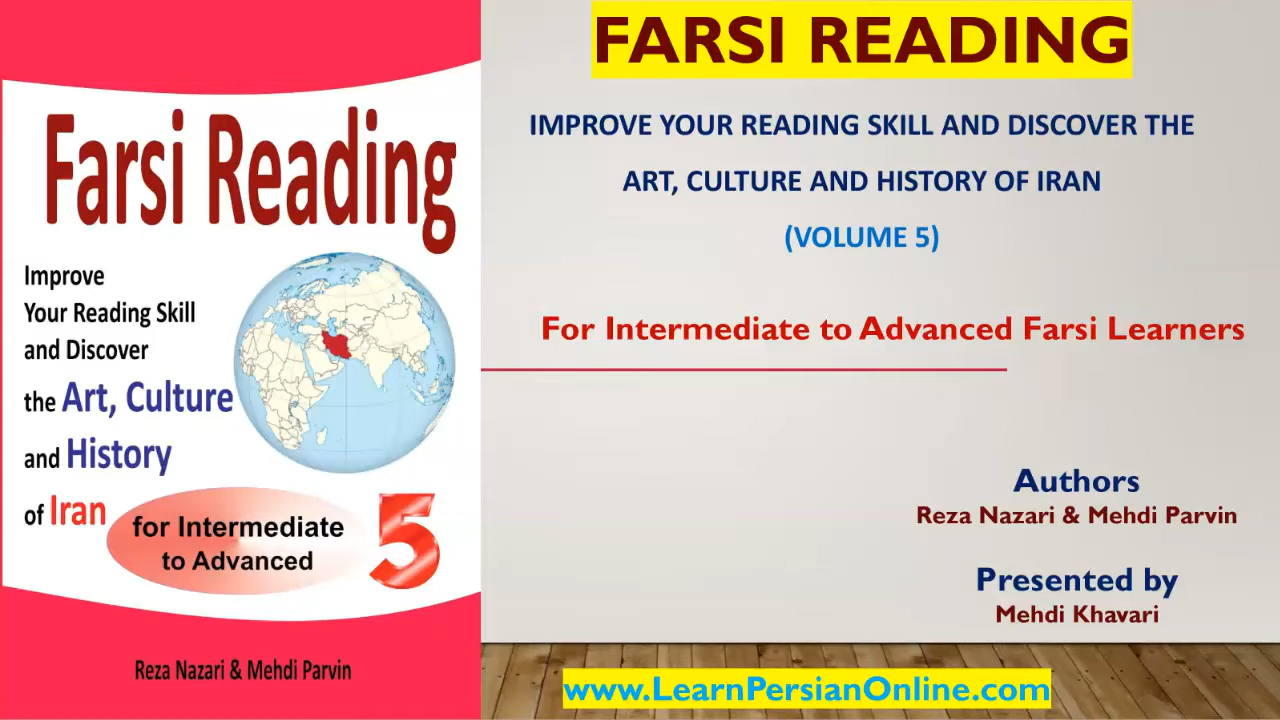 Farsi Reading
Improve
Your Reading Skill
and Discover
the Art, Culture
and History
of Iran
for Intermediate
to Advanced
5
Reza Nazari & Mehdi Parvin
FARSI READING
IMPROVE YOUR READING SKILL AND DISCOVER THE
ART, CULTURE AND HISTORY OF IRAN
(VOLUME 5)
For Intermediate to Advanced Farsi Learners
Authors
Reza Nazari & Mehdi Parvin
Presented by
Mehdi Khavari
www.LearnPersianOnline.com